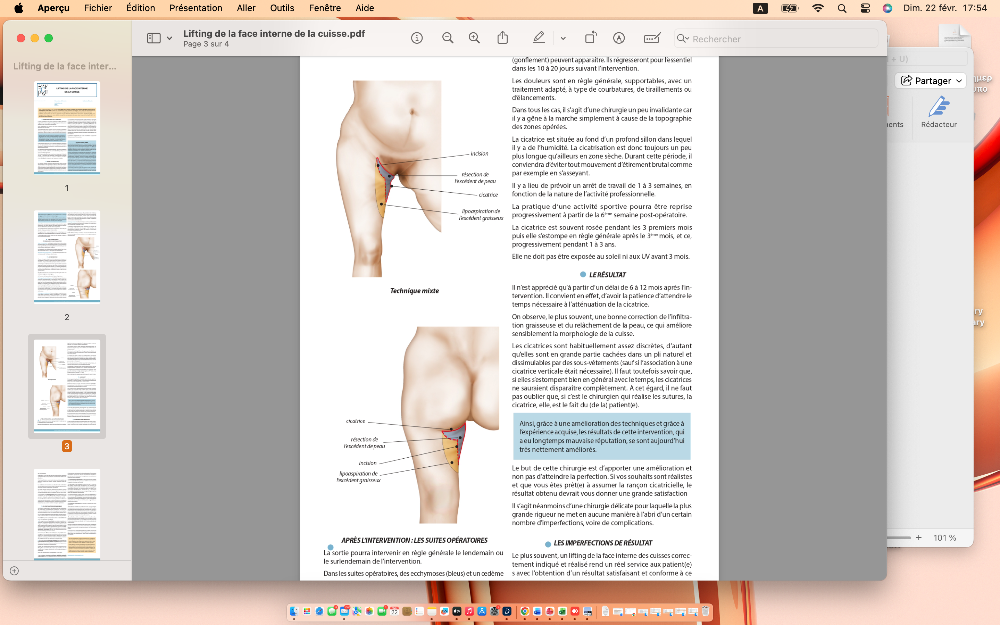 Aperçu Fichier Édition Présentation Aller Outils Fenêtre Aide
A
Dim. 22 févr. 17:54
Lifting de la face interne de la cuisse.pdf
Page 3 sur 4
Rechercher
Lifting de la face inter...
LIFTING DE LA FACE INTERNE
DE LA CUISSE
1
2
3
(gonflement) peuvent apparaître. Ils régresseront pour l'essentiel
dans les 10 à 20 jours suivant l'intervention.
Les douleurs sont en règle générale, supportables, avec un
traitement adapté, à type de courbatures, de tiraillements ou
d'élancements.
Dans tous les cas, il s'agit d'une chirurgie un peu invalidante car
il y a gêne à la marche simplement à cause de la topographie
des zones opérées.
La cicatrice est située au fond d'un profond sillon dans lequel
il y a de l'humidité. La cicatrisation est donc toujours un peu
plus longue qu'ailleurs en zone sèche. Durant cette période, il
conviendra d'éviter tout mouvement d'étirement brutal comme
par exemple en s'asseyant.
Il y a lieu de prévoir un arrêt de travail de 1 à 3 semaines, en
fonction de la nature de l'activité professionnelle.
La pratique d'une activité sportive pourra être reprise
progressivement à partir de la 6ème semaine post-opératoire.
La cicatrice est souvent rosée pendant les 3 premiers mois
puis elle s'estompe en règle générale après le 3ème mois, et ce,
progressivement pendant 1 à 3 ans.
Elle ne doit pas être exposée au soleil ni aux UV avant 3 mois.
LE RÉSULTAT
Il n'est apprécié qu'à partir d'un délai de 6 à 12 mois après l'in-
tervention. Il convient en effet, d'avoir la patience d'attendre le
temps nécessaire à l'atténuation de la cicatrice.
On observe, le plus souvent, une bonne correction de l'infiltra-
tion graisseuse et du relâchement de la peau, ce qui améliore
sensiblement la morphologie de la cuisse.
Les cicatrices sont habituellement assez discrètes, d'autant
qu'elles sont en grande partie cachées dans un pli naturel et
dissimulables par des sous-vêtements (sauf si l'association à une
cicatrice verticale était nécessaire). Il faut toutefois savoir que,
si elles s'estompent bien en général avec le temps, les cicatrices
ne sauraient disparaître complètement. A cet égard, il ne faut
pas oublier que, si c'est le chirurgien qui réalise les sutures, la
cicatrice, elle, est le fait du (de la) patient(e).
Ainsi, grâce à une amélioration des techniques et grâce à
l'expérience acquise, les résultats de cette intervention, qui
a eu longtemps mauvaise réputation, se sont aujourd'hui
très nettement améliorés.
Le but de cette chirurgie est d'apporter une amélioration et
non pas d'atteindre la perfection. Si vos souhaits sont réalistes
et que vous êtes prêt(e) à assumer la rançon cicatricielle, le
résultat obtenu devrait vous donner une grande satisfaction
Il s'agit néanmoins d'une chirurgie délicate pour laquelle la plus
grande rigueur ne met en aucune manière à l'abri d'un certain
nombre d'imperfections, voire de complications.
LES IMPERFECTIONS DE RÉSULTAT
Le plus souvent, un lifting de la face interne des cuisses correc-
tement indiqué et réalisé rend un réel service aux patient(e)
s avec l'obtention d'un résultat satisfaisant et conforme à ce
incision
résection de
l'excédent de peau
cicatrice
lipoaspiration de
l'excédent graisseux
Technique mixte
cicatrice
résection de
l'excédent de peau
incision
lipoaspiration de
l'excédent graisseux
APRÈS L'INTERVENTION : LES SUITES OPÉRATOIRES
La sortie pourra intervenir en règle générale le lendemain ou
le surlendemain de l'intervention.
Dans les suites opératoires, des ecchymoses (bleus) et un œdème
+ U)
Partager
ents
Rédacteur
ημερ
υπο
ry
ary
+ 101 %
FÉVR.
22
tv